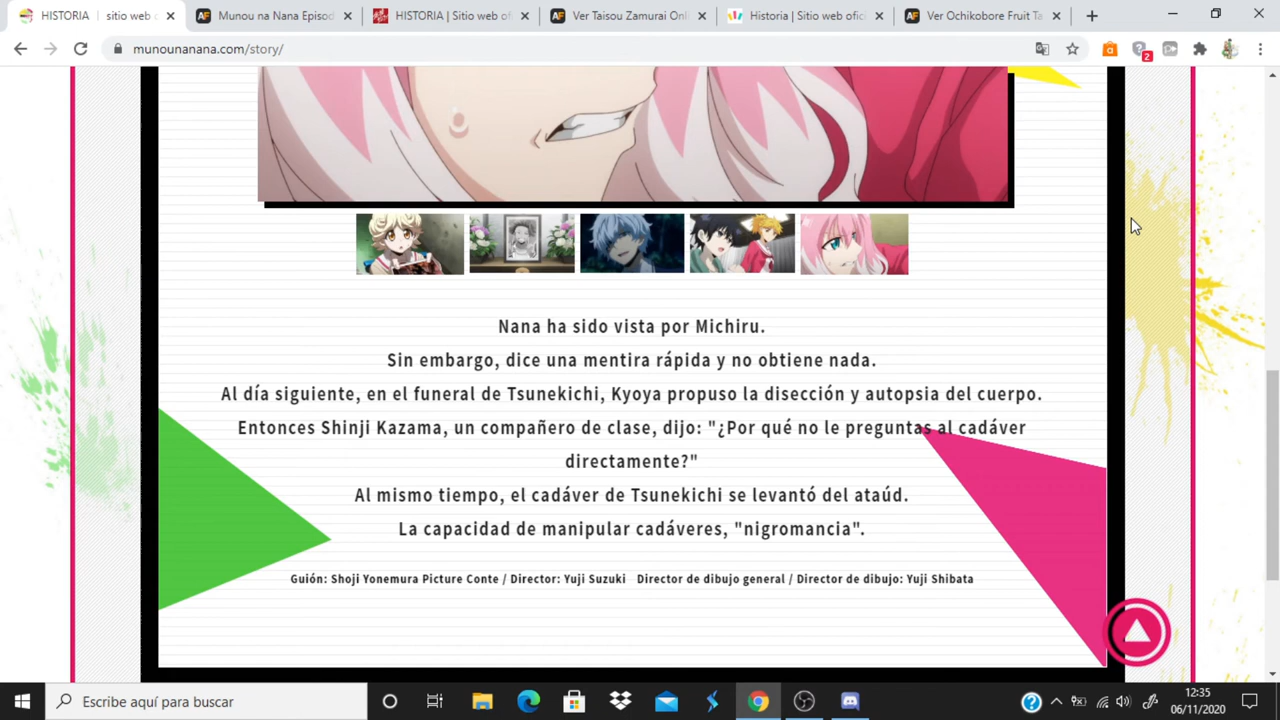 HISTORIA | sitio web o
Munou na Nana Episod
HISTORIA | Sitio web of
Ver Taisou Zamurai Onl
Historia | Sitio web ofic
Ver Ochikobore Fruit Ta
munounanana.com/story/
2
Nana ha sido vista por Michiru.
Sin embargo, dice una mentira rápida y no obtiene nada.
Al día siguiente, en el funeral de Tsunekichi, Kyoya propuso la disección y autopsia del cuerpo.
Entonces Shinji Kazama, un compañero de clase, dijo: "¿Por qué no le preguntas al cadáver
directamente?"
Al mismo tiempo, el cadáver de Tsunekichi se levantó del ataúd.
La capacidad de manipular cadáveres, "nigromancia".
Guión: Shoji Yonemura Picture Conte / Director: Yuji Suzuki Director de dibujo general / Director de dibujo: Yuji Shibata
Escribe aquí para buscar
12:35
06/11/2020